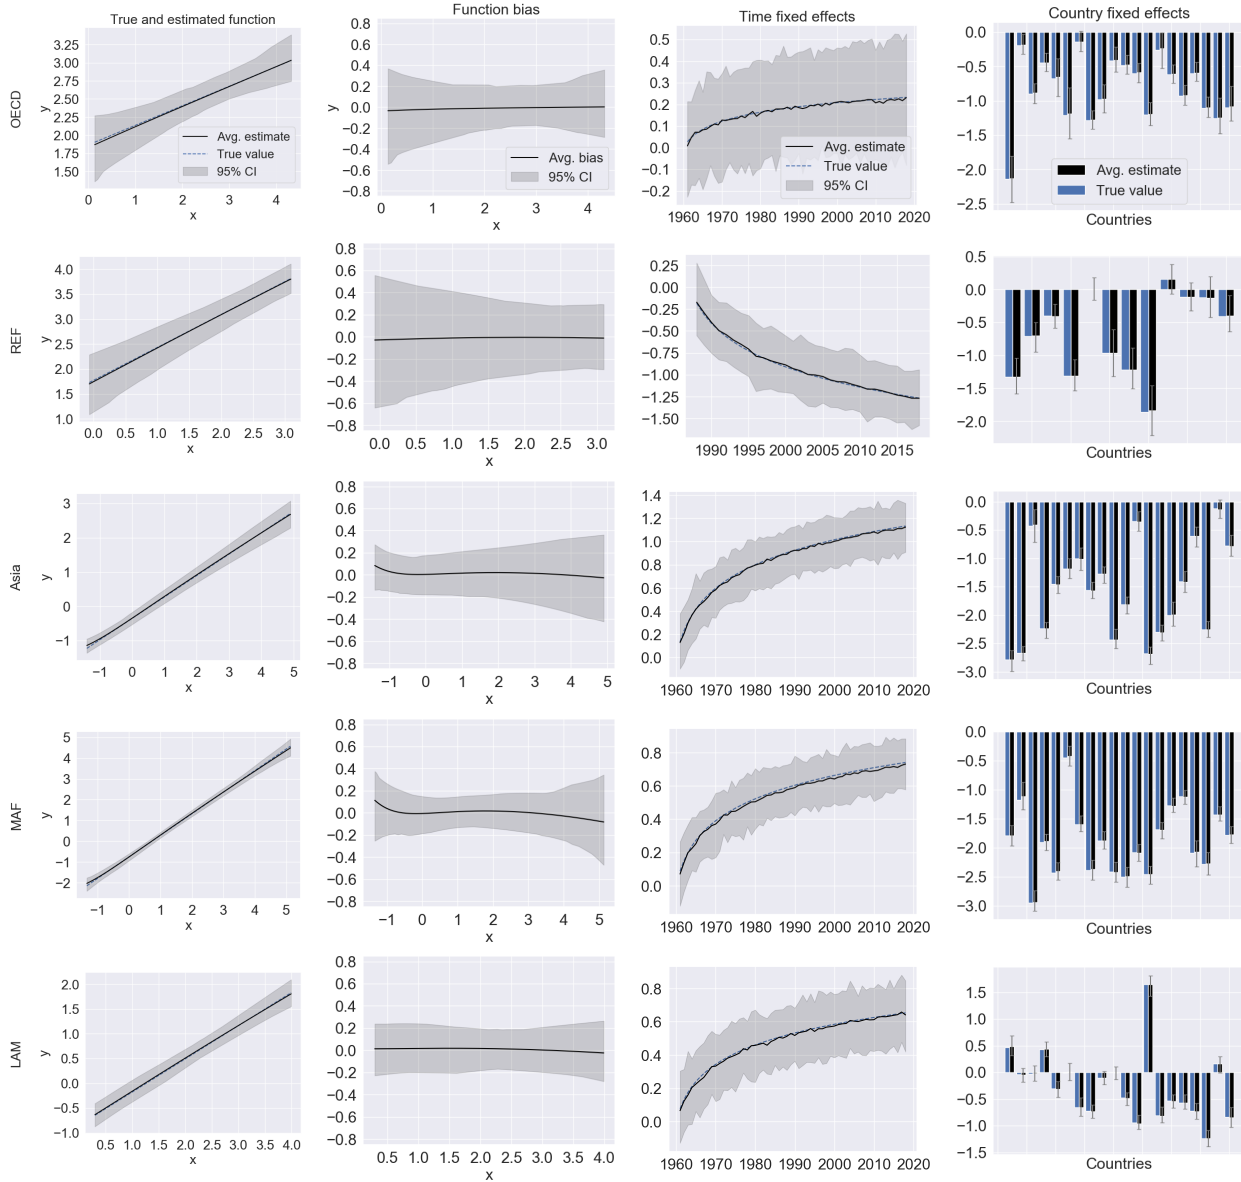 True and estimated function
Function bias
Time fixed effects
Country fixed effects
OECD
y
3.25
3.00
2.75
2.50
2.25
2.00
1.75
1.50
Avg. estimate
True value
95% CI
0 1 2 3 4
x
y
0.8
0.6
0.4
0.2
0.0
−0.2
−0.4
−0.6
−0.8
Avg. bias
95% CI
0 1 2 3 4
x
0.5
0.4
0.3
0.2
0.1
0.0
−0.1
−0.2
Avg. estimate
True value
95% CI
1960 1970 1980 1990 2000 2010 2020
0.0
−0.5
−1.0
−1.5
−2.0
−2.5
Avg. estimate
True value
Countries
REF
y
4.0
3.5
3.0
2.5
2.0
1.5
1.0
0.0 0.5 1.0 1.5 2.0 2.5 3.0
x
0.8
0.6
0.4
0.2
0.0
−0.2
−0.4
−0.6
−0.8
0.0 0.5 1.0 1.5 2.0 2.5 3.0
x
0.25
0.00
−0.25
−0.50
−0.75
−1.00
−1.25
−1.50
1990 1995 2000 2005 2010 2015
0.5
0.0
−0.5
−1.0
−1.5
−2.0
Countries
Asia
y
3
2
1
0
−1
−1 0 1 2 3 4 5
x
0.8
0.6
0.4
0.2
0.0
−0.2
−0.4
−0.6
−0.8
−1 0 1 2 3 4 5
x
1.4
1.2
1.0
0.8
0.6
0.4
0.2
0.0
1960 1970 1980 1990 2000 2010 2020
0.0
−0.5
−1.0
−1.5
−2.0
−2.5
−3.0
Countries
MAF
y
5
4
3
2
1
0
−1
−2
−1 0 1 2 3 4 5
x
0.8
0.6
0.4
0.2
0.0
−0.2
−0.4
−0.6
−0.8
−1 0 1 2 3 4 5
x
0.8
0.6
0.4
0.2
0.0
1960 1970 1980 1990 2000 2010 2020
0.0
−0.5
−1.0
−1.5
−2.0
−2.5
−3.0
Countries
LAM
y
2.0
1.5
1.0
0.5
0.0
−0.5
−1.0
0.5 1.0 1.5 2.0 2.5 3.0 3.5 4.0
x
0.8
0.6
0.4
0.2
0.0
−0.2
−0.4
−0.6
−0.8
0.5 1.0 1.5 2.0 2.5 3.0 3.5 4.0
x
0.8
0.6
0.4
0.2
0.0
1960 1970 1980 1990 2000 2010 2020
1.5
1.0
0.5
0.0
−0.5
−1.0
−1.5
Countries